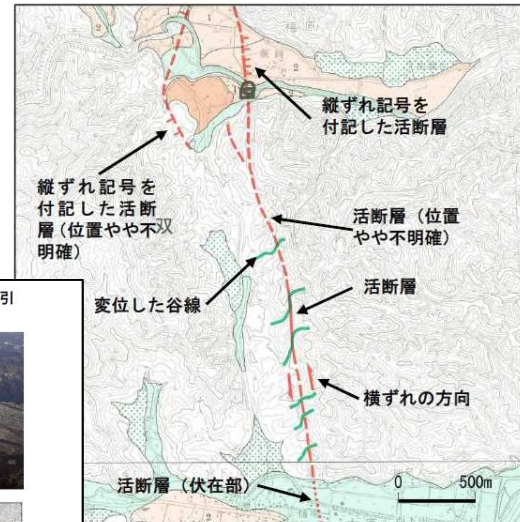 縦ずれ記号を
付記した活断層
縦ずれ記号を
付記した活断
層（位置やや不
明確）
双
活断層（位置
やや不明確）
変位した谷線
活断層
引
横ずれの方向
活断層（伏在部）
0 500m